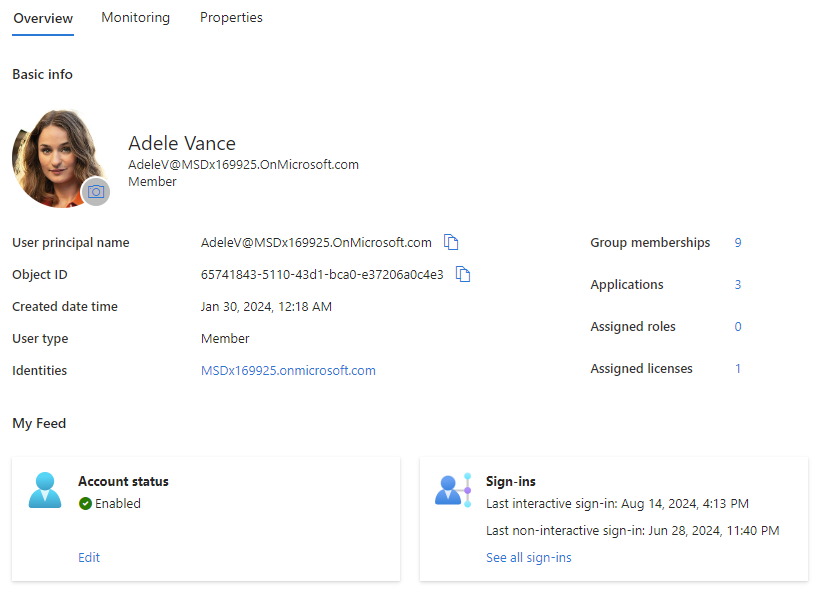 Overview Monitoring Properties
Basic info
Adele Vance
AdeleV@MSDx169925.OnMicrosoft.com
Member
User principal name AdeleV@MSDx169925.OnMicrosoft.com Group memberships 9
Object ID 65741843-5110-43d1-bca0-e37206a0c4e3
Applications 3
Created date time Jan 30, 2024, 12:18 AM
Assigned roles 0
User type Member
Identities MSDx169925.onmicrosoft.com Assigned licenses 1
My Feed
Account status
Enabled
Edit
Sign-ins
Last interactive sign-in: Aug 14, 2024, 4:13 PM
Last non-interactive sign-in: Jun 28, 2024, 11:40 PM
See all sign-ins